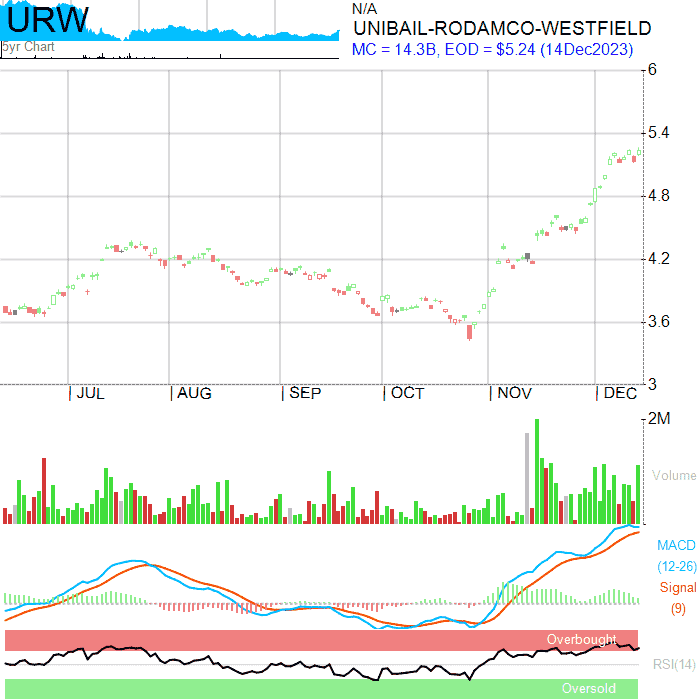 URW
5yr Chart
N/A
UNIBAIL-RODAMCO-WESTFIELD
MC = 14.3B, EOD = $5.24 (14Dec2023)
6
5.4
4.8
4.2
3.6
3
JUL AUG SEP OCT NOV DEC
2M
Volume
MACD
(12-26)
Signal
(9)
Overbought
RSI(14)
Oversold